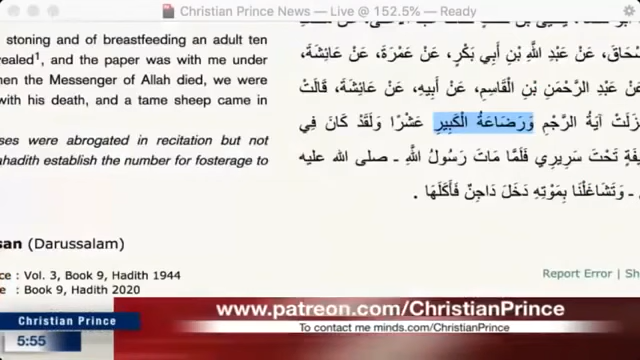 Christian Prince News — Live @ 152.5% — Ready
stoning and of breastfeeding an adult ten
vealed¹, and the paper was with me under
hen the Messenger of Allah died, we were
with his death, and a tame sheep came in
ses were abrogated in recitation but not
ahadith establish the number for fosterage to
سْحَاقَ، عَنْ عَبْدِ اللَّهِ بْنِ أَبِي بَكْرٍ، عَنْ عَمْرَةَ، عَنْ عَائِشَةَ،
عَنْ عَبْدِ الرَّحْمَنِ بْنِ الْقَاسِمِ، عَنْ أَبِيهِ، عَنْ عَائِشَةَ، قَالَتْ
نَزَلَتْ آيَةُ الرَّجْمِ وَرَضَاعَةُ الْكَبِيرِ عَشْرًا وَلَقَدْ كَانَ فِي
يفَةٍ تَحْتَ سَرِيرِي فَلَمَّا مَاتَ رَسُولُ اللَّهِ ـ صلى الله عليه
ـ وَتَشَاغَلْنَا بِمَوْتِهِ دَخَلَ دَاجِنٌ فَأَكَلَهَا .
san (Darussalam)
ce : Vol. 3, Book 9, Hadith 1944
e : Book 9, Hadith 2020
Report Error | Sh
www.patreon.com/ChristianPrince
Christian Prince
To contact me minds.com/ChristianPrince
5:55